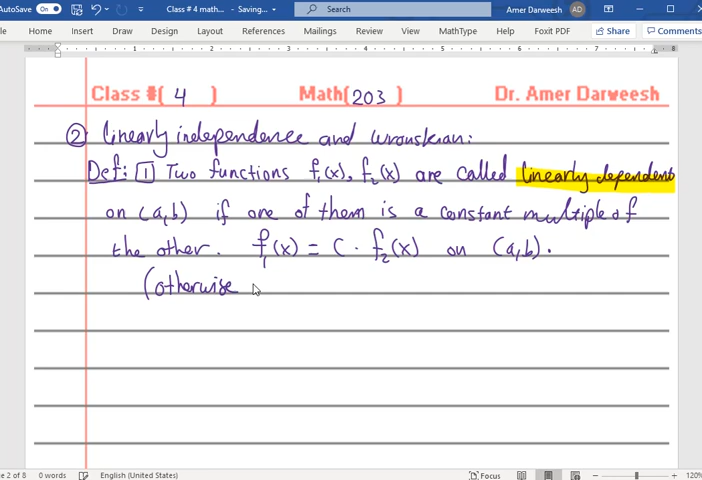 AutoSave On Class # 4 math... - Saving... Search Amer Darweesh AD
Home Insert Draw Design Layout References Mailings Review View MathType Help Foxit PDF Share Comments
Class #( 4 ) Math(203) Dr. Amer Darweesh
② linearly independence and wronskian:
Def: 1 Two functions f₁(x), f₂(x) are called linearly dependent
on (a,b) if one of them is a constant multiple of
the other. f₁(x) = C · f₂(x) on (a,b).
(otherwise
2 of 8 0 words English (United States) Focus 120%